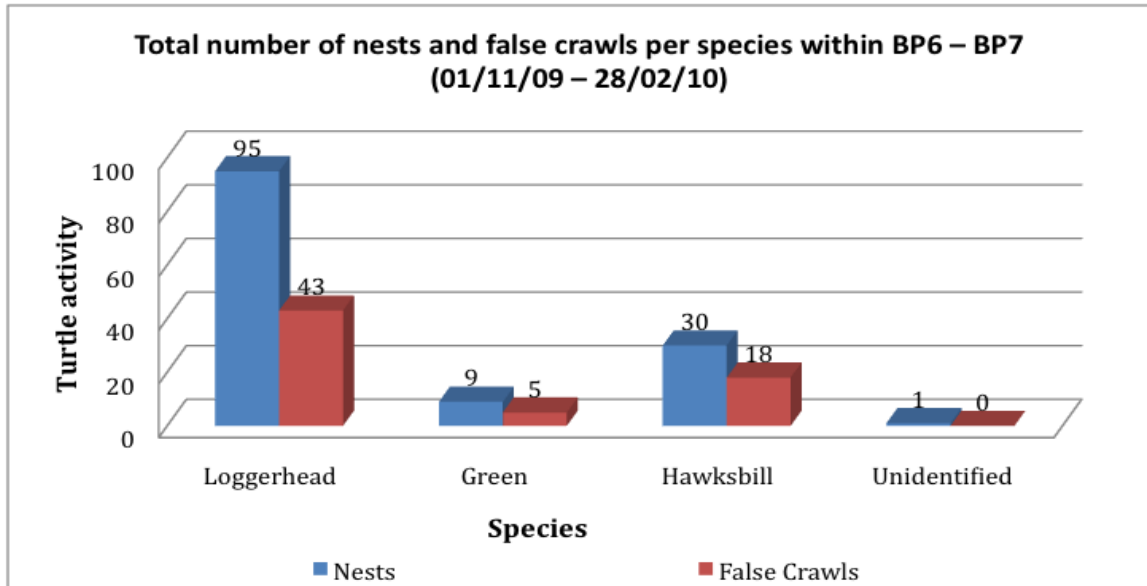 Total number of nests and false crawls per species within BP6 – BP7
(01/11/09 – 28/02/10)
Turtle activity
100
80
60
40
20
0
95
43
9
5
30
18
1
0
Loggerhead
Green
Hawksbill
Unidentified
Species
Nests
False Crawls